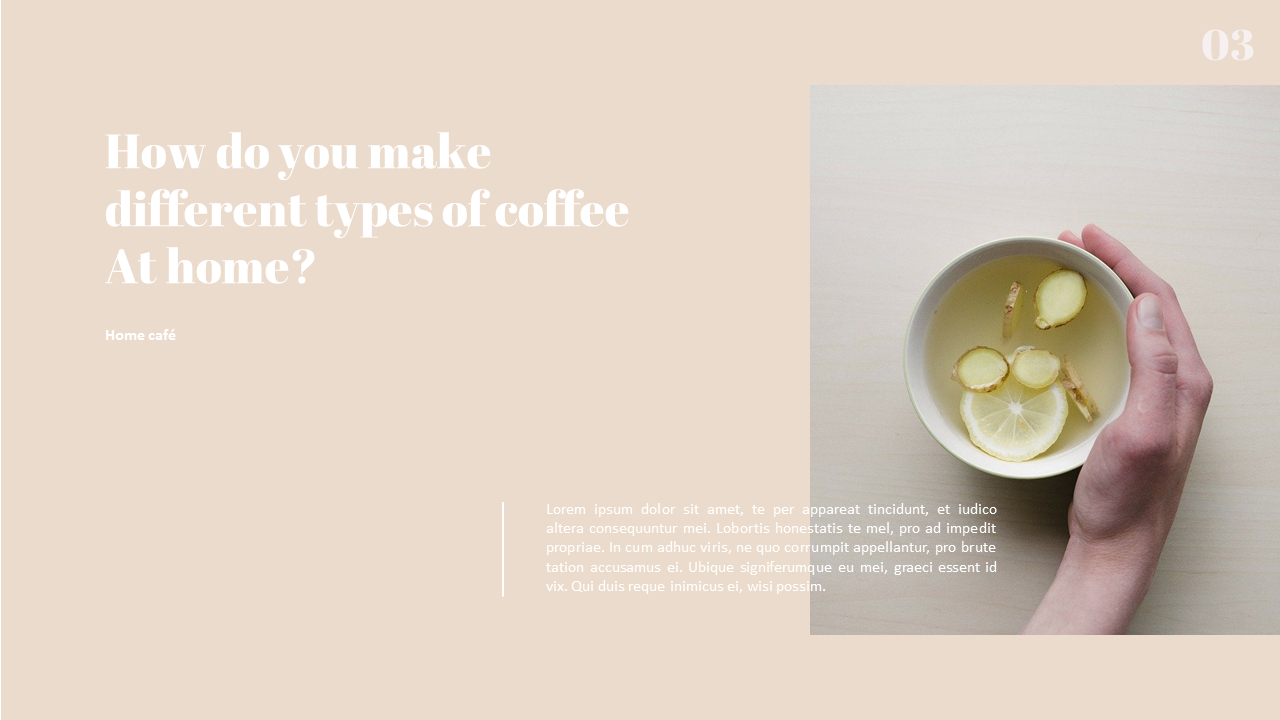 03
How do you make
different types of coffee
At home?
Home café
Lorem ipsum dolor sit amet, te per appareat tincidunt, et iudico
altera consequuntur mei. Lobortis honestatis te mel, pro ad impedit
propriae. In cum adhuc viris, ne quo corrumpit appellantur, pro brute
tation accusamus ei. Ubique signiferumque eu mei, graeci essent id
vix. Qui duis reque inimicus ei, wisi possim.